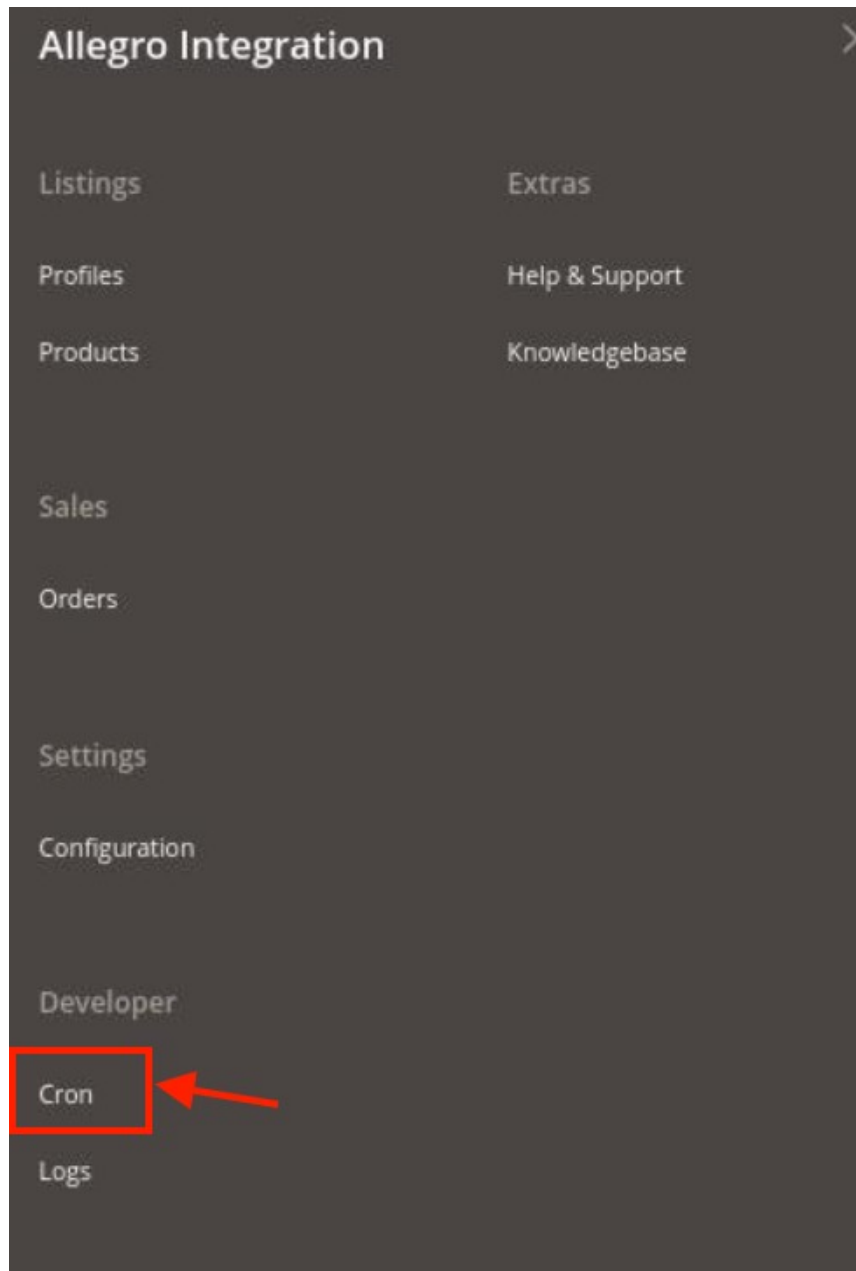 Allegro Integration
Listings
Profiles
Products
Sales
Orders
Settings
Configuration
Developer
Cron
Logs
Extras
Help & Support
Knowledgebase